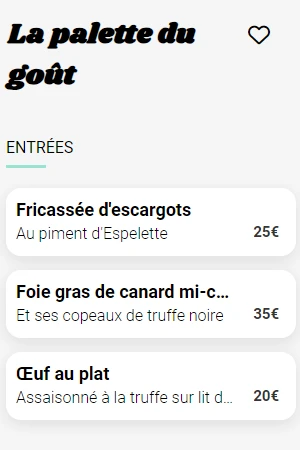 La palette du
goût
ENTRÉES
Fricassée d'escargots
Au piment d'Espelette
25€
Foie gras de canard mi-c...
Et ses copeaux de truffe noire
35€
Œuf au plat
Assaisonné à la truffe sur lit d...
20€